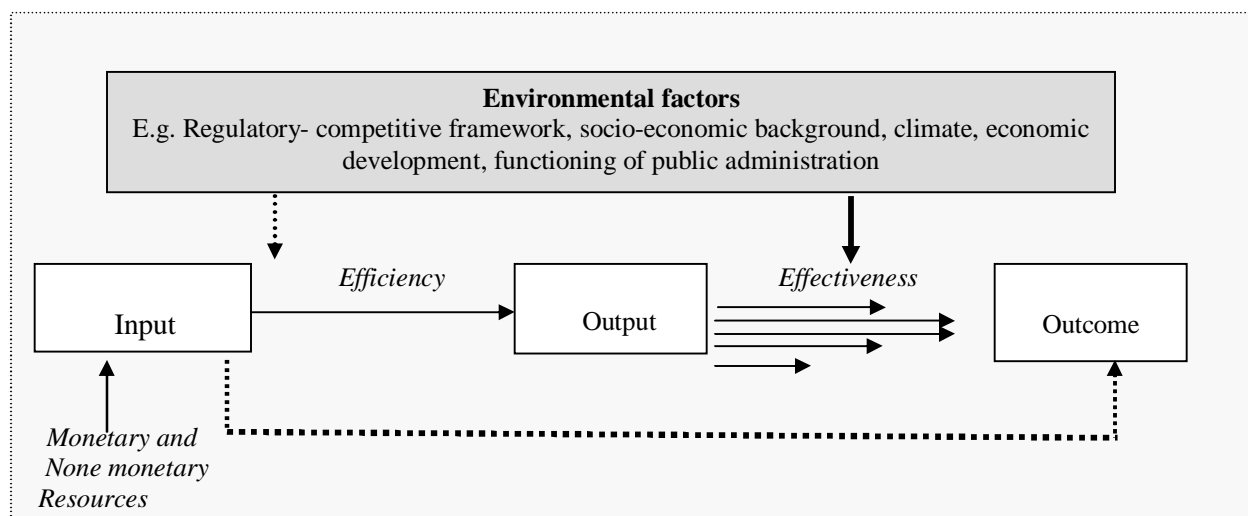 Environmental factors
E.g. Regulatory- competitive framework, socio-economic background, climate, economic
development, functioning of public administration
Efficiency
Effectiveness
Input
Output
Outcome
Monetary and
None monetary
Resources